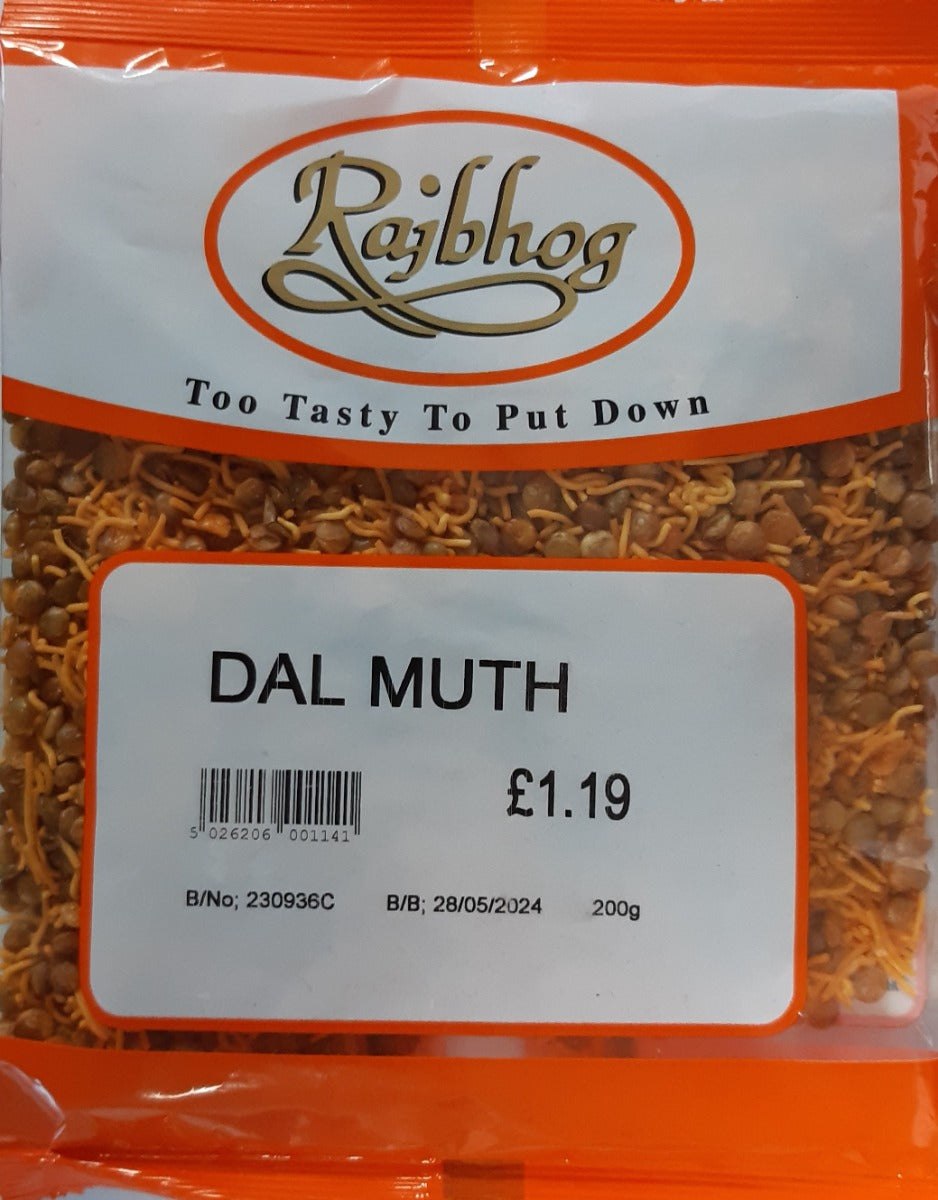 Rajbhog
Too Tasty To Put Down
DAL MUTH
£1.19
5 026206 001141
B/No; 230936C B/B; 28/05/2024 200g